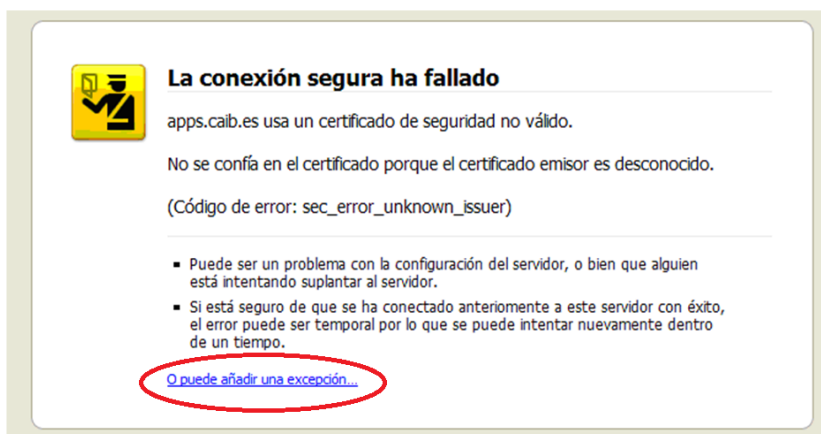 La conexión segura ha fallado
apps.caib.es usa un certificado de seguridad no válido.
No se confía en el certificado porque el certificado emisor es desconocido.
(Código de error: sec_error_unknown_issuer)
Puede ser un problema con la configuración del servidor, o bien que alguien
está intentando suplantar al servidor.
Si está seguro de que se ha conectado anteriormente a este servidor con éxito,
el error puede ser temporal por lo que se puede intentar nuevamente dentro
de un tiempo.
O puede añadir una excepción...